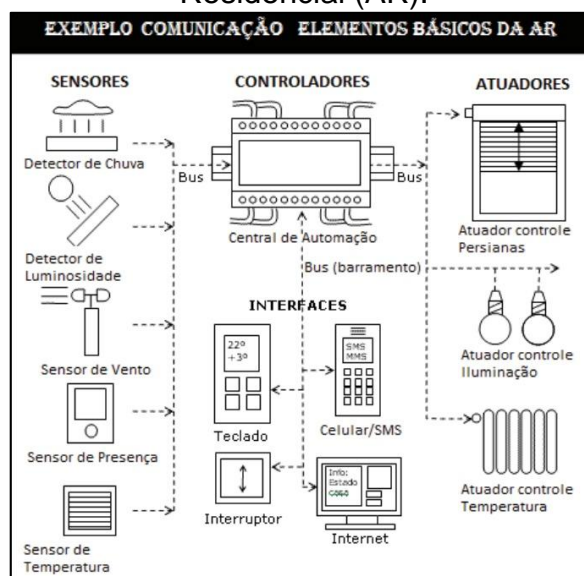 Residencial (AR).
EXEMPLO COMUNICAÇÃO ELEMENTOS BÁSICOS DA AR
SENSORES
CONTROLADORES
ATUADORES
Detector de Chuva
Bus
Bus
Central de Automação
Atuador controle
Persianas
Detector de
Luminosidade
Bus (barramento)
Sensor de Vento
INTERFACES
22º
+3º
Teclado
SMS
MMS
Celular/SMS
Atuador controle
Iluminação
Sensor de Presença
Interruptor
Info:
Estado
Internet
Atuador controle
Temperatura
Sensor de
Temperatura